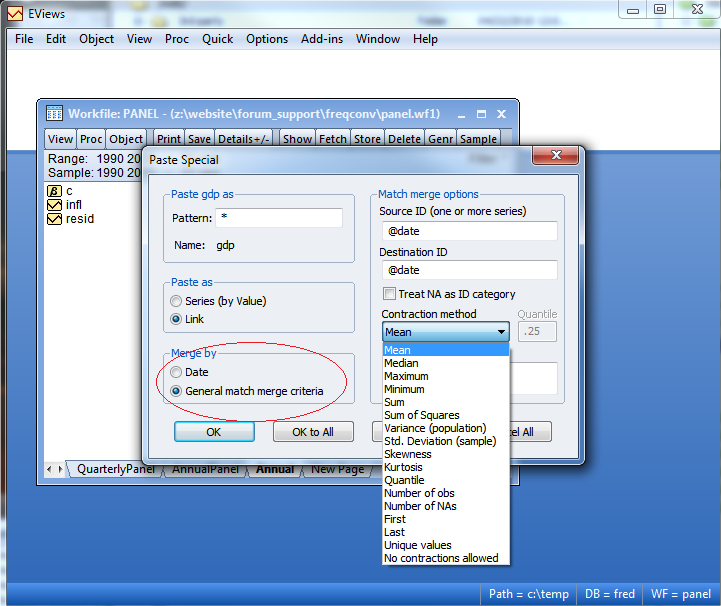 EViews
File Edit Object View Proc Quick Options Add-ins Window Help
Workfile: PANEL - (z:\website\forum_support\freqconv\panel.wf1)
View Proc Object Print Save Details+/- Show Fetch Store Delete Genr Sample
Range: 1990 20
Sample: 1990 20
c
infl
resid
Paste Special
Paste gdp as
Pattern: *
Name: gdp
Paste as
Series (by Value)
Link
Merge by
Date
General match merge criteria
Match merge options
Source ID (one or more series)
@date
Destination ID
@date
Treat NA as ID category
Contraction method
Quantile
Mean
.25
Mean
Median
Maximum
Minimum
Sum
Sum of Squares
Variance (population)
Std. Deviation (sample)
Skewness
Kurtosis
Quantile
Number of obs
Number of NAs
First
Last
Unique values
No contractions allowed
OK
OK to All
el All
QuarterlyPanel AnnualPanel Annual New Page
Path = c:\temp DB = fred WF = panel